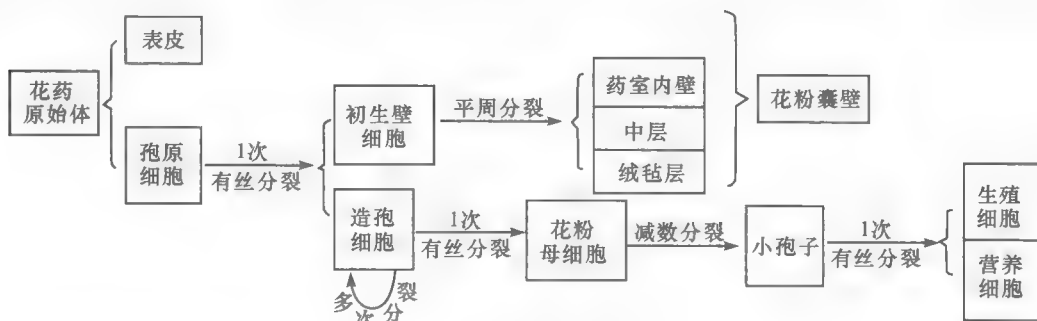 表皮
花药
原始体
孢原
细胞
1次
有丝分裂
初生壁
细胞
平周分裂
药室内壁
中层
绒毡层
花粉囊壁
造孢
细胞
多次分裂
1次
有丝分裂
花粉
母细胞
减数分裂
小孢子
1次
有丝分裂
生殖
细胞
营养
细胞